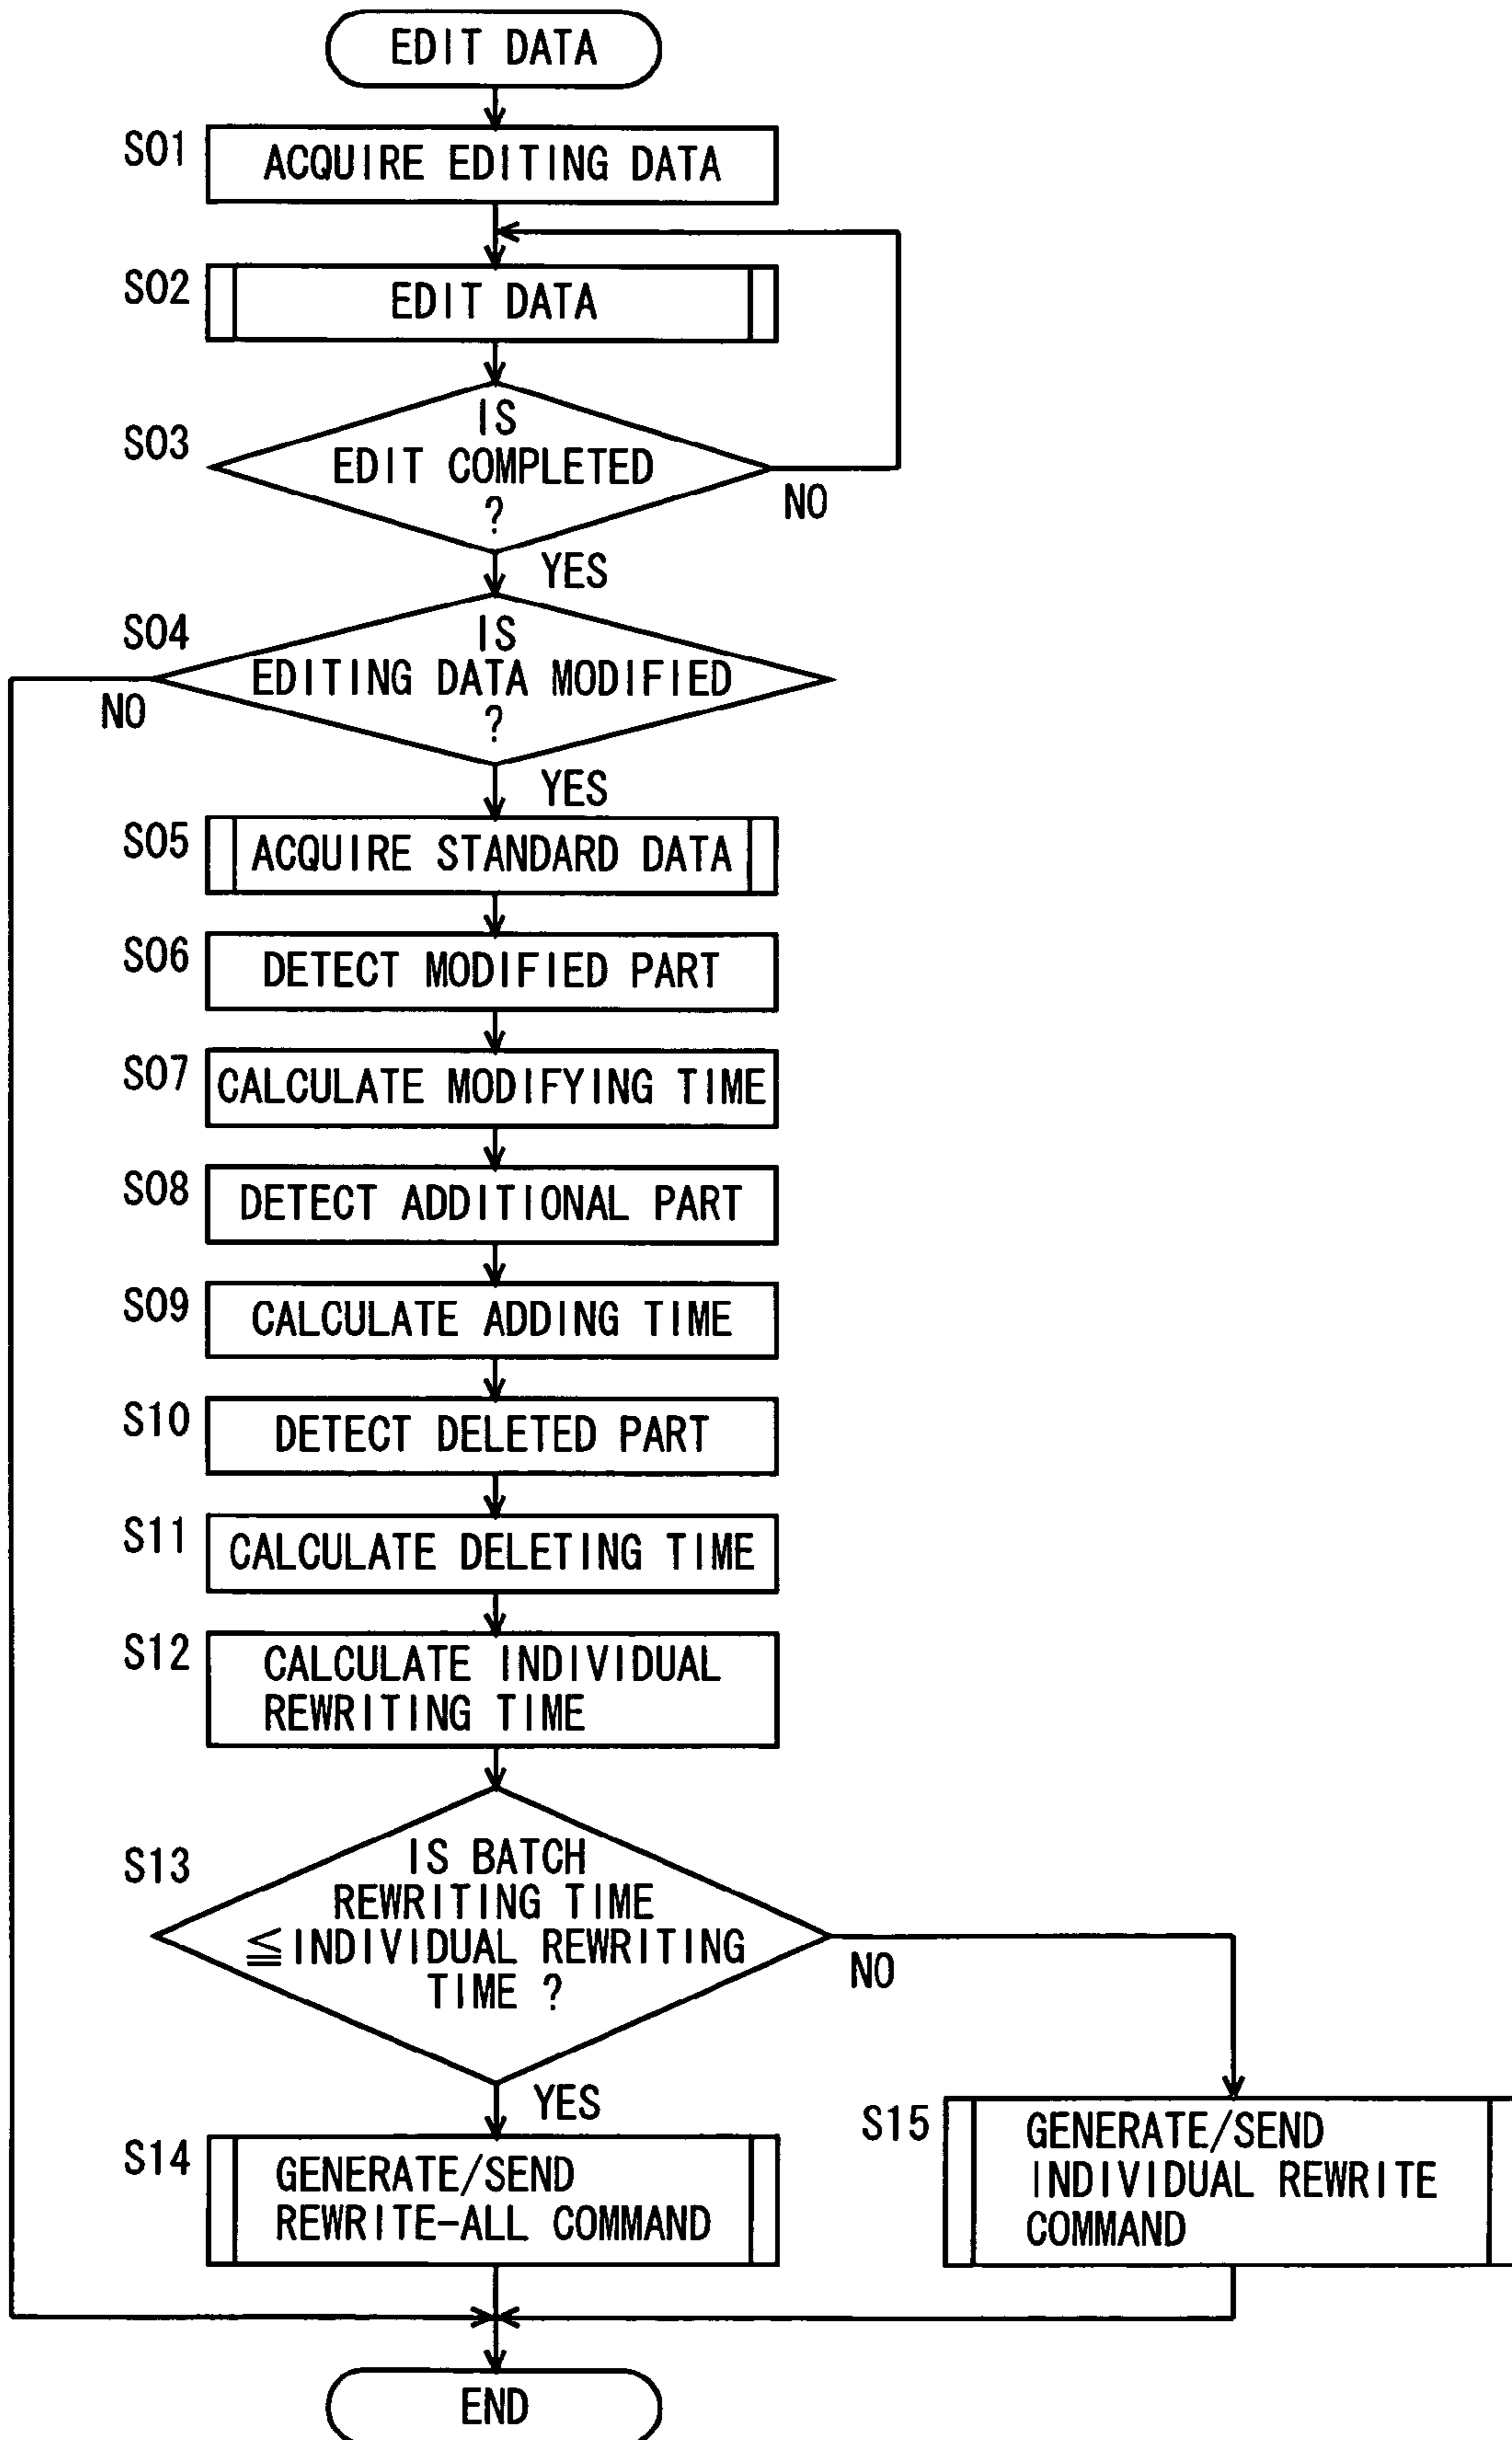 EDIT DATA
S01
ACQUIRE EDITING DATA
S02
EDIT DATA
S03
IS
EDIT COMPLETED
?
NO
YES
S04
IS
EDITING DATA MODIFIED
?
NO
YES
S05
ACQUIRE STANDARD DATA
S06
DETECT MODIFIED PART
S07
CALCULATE MODIFYING TIME
S08
DETECT ADDITIONAL PART
S09
CALCULATE ADDING TIME
S10
DETECT DELETED PART
S11
CALCULATE DELETING TIME
S12
CALCULATE INDIVIDUAL
REWRITING TIME
S13
IS BATCH
REWRITING TIME
≦INDIVIDUAL REWRITING
TIME ?
NO
YES
S14
GENERATE/SEND
REWRITE-ALL COMMAND
S15
GENERATE/SEND
INDIVIDUAL REWRITE
COMMAND
END